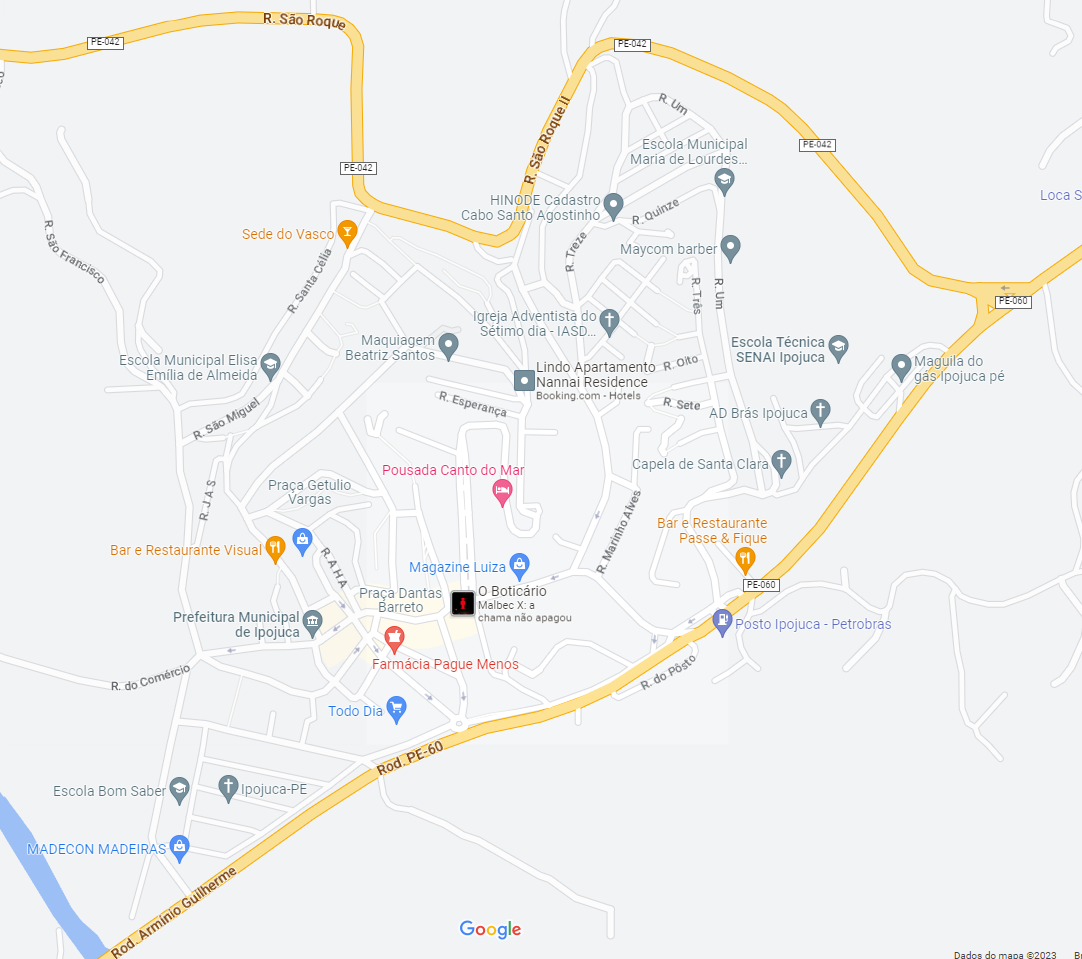 R. São Roque
PE-042
PE-042
R. São Roque II
R. Um
PE-042
Escola Municipal
Maria de Lourdes...
PE-042
Loca S
HINODE Cadastro
Cabo Santo Agostinho
R. Quinze
Sede do Vasco
R. São Francisco
R. Santa Célia
R. Treze
Maycom barber
R. Três
R. Um
PE-060
Igreja Adventista do
Sétimo dia - IASD...
Maquiagem
Beatriz Santos
Escola Técnica
SENAI Ipojuca
Escola Municipal Elisa
Emília de Almeida
Lindo Apartamento
Nannai Residence
Booking.com - Hotels
R. Oito
Maguila do
gás Ipojuca pé
R. Esperança
R. Sete
AD Brás Ipojuca
R. São Miguel
Pousada Canto do Mar
Capela de Santa Clara
R. J A S
Praça Getulio
Vargas
R. Marinho Alves
Bar e Restaurante
Passe & Fique
Bar e Restaurante Visual
R. A H A
Magazine Luiza
PE-060
Praça Dantas
Barreto
O Boticário
Malbec X: a
chama não apagou
Prefeitura Municipal
de Ipojuca
Posto Ipojuca - Petrobras
Farmácia Pague Menos
R. do Comércio
R. do Pôsto
Todo Dia
Rod. PE-60
Escola Bom Saber
Ipojuca-PE
MADECON MADEIRAS
Rod. Armínio Guilherme
Google
Dados do mapa ©2023